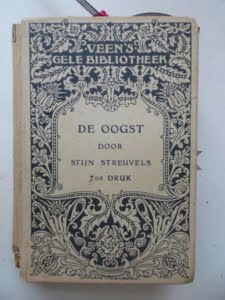 VEEN'S
GELE BIBLIOTHEEK
DE OOGST
DOOR
STIJN STREUVELS
7DE DRUK